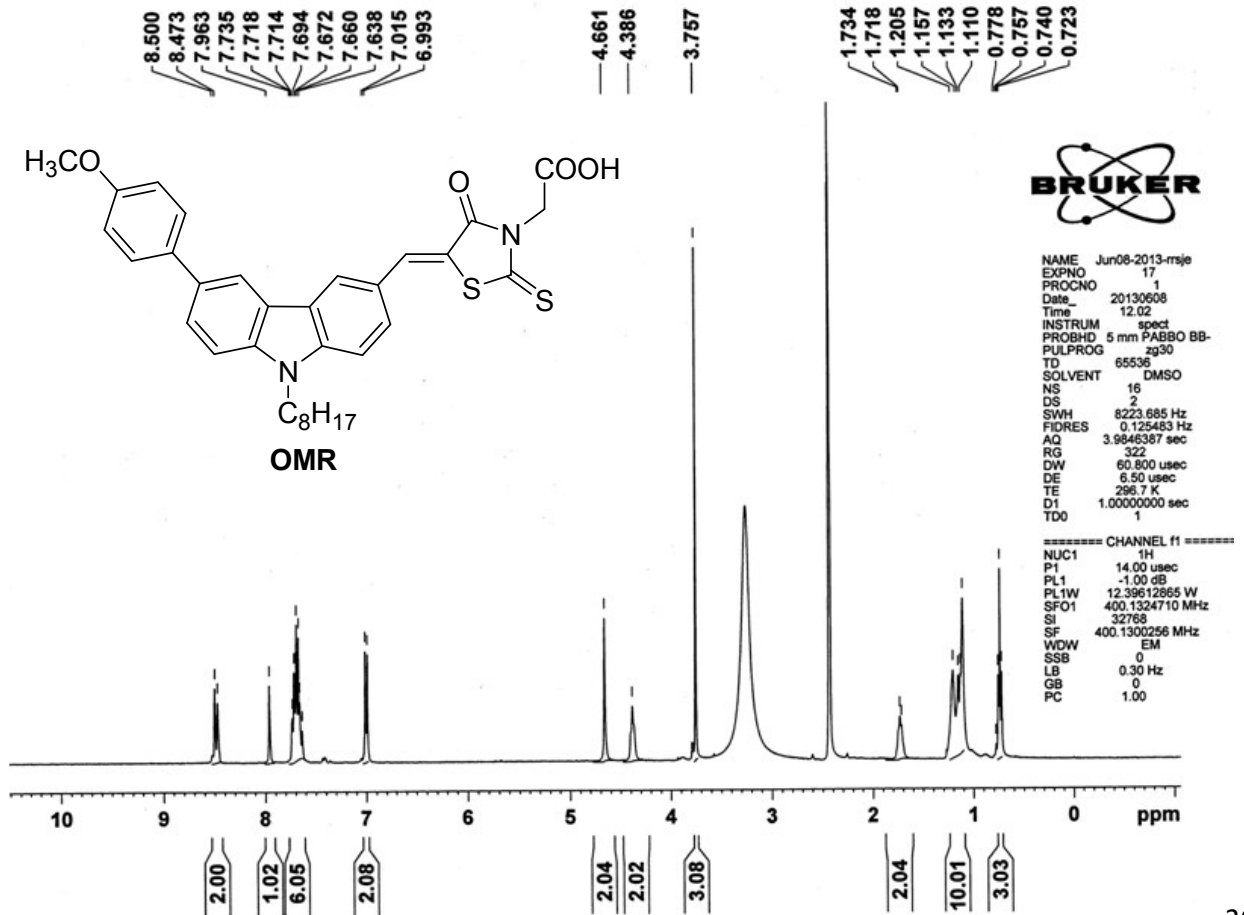 8.500
8.473
7.963
7.735
7.718
7.714
7.694
7.672
7.660
7.638
7.015
6.993
4.661
4.386
3.757
1.734
1.718
1.205
1.157
1.133
1.110
0.778
0.757
0.740
0.723
H3CO
O
COOH
N
S
S
N
C8H17
OMR
BRUKER
NAME Jun08-2013-rrsje
EXPNO 17
PROCNO 1
Date_ 20130608
Time 12.02
INSTRUM spect
PROBHD 5 mm PABBO BB-
PULPROG zg30
TD 65536
SOLVENT DMSO
NS 16
DS 2
SWH 8223.685 Hz
FIDRES 0.125483 Hz
AQ 3.9846387 sec
RG 322
DW 60.800 usec
DE 6.50 usec
TE 296.7 K
D1 1.00000000 sec
TD0 1
======== CHANNEL f1 ========
NUC1 1H
P1 14.00 usec
PL1 -1.00 dB
PL1W 12.39612865 W
SFO1 400.1324710 MHz
SI 32768
SF 400.1300256 MHz
WDW EM
SSB 0
LB 0.30 Hz
GB 0
PC 1.00
10 9 8 7 6 5 4 3 2 1 0 ppm
2.00
1.02
6.05
2.08
2.04
2.02
3.08
2.04
10.01
3.03